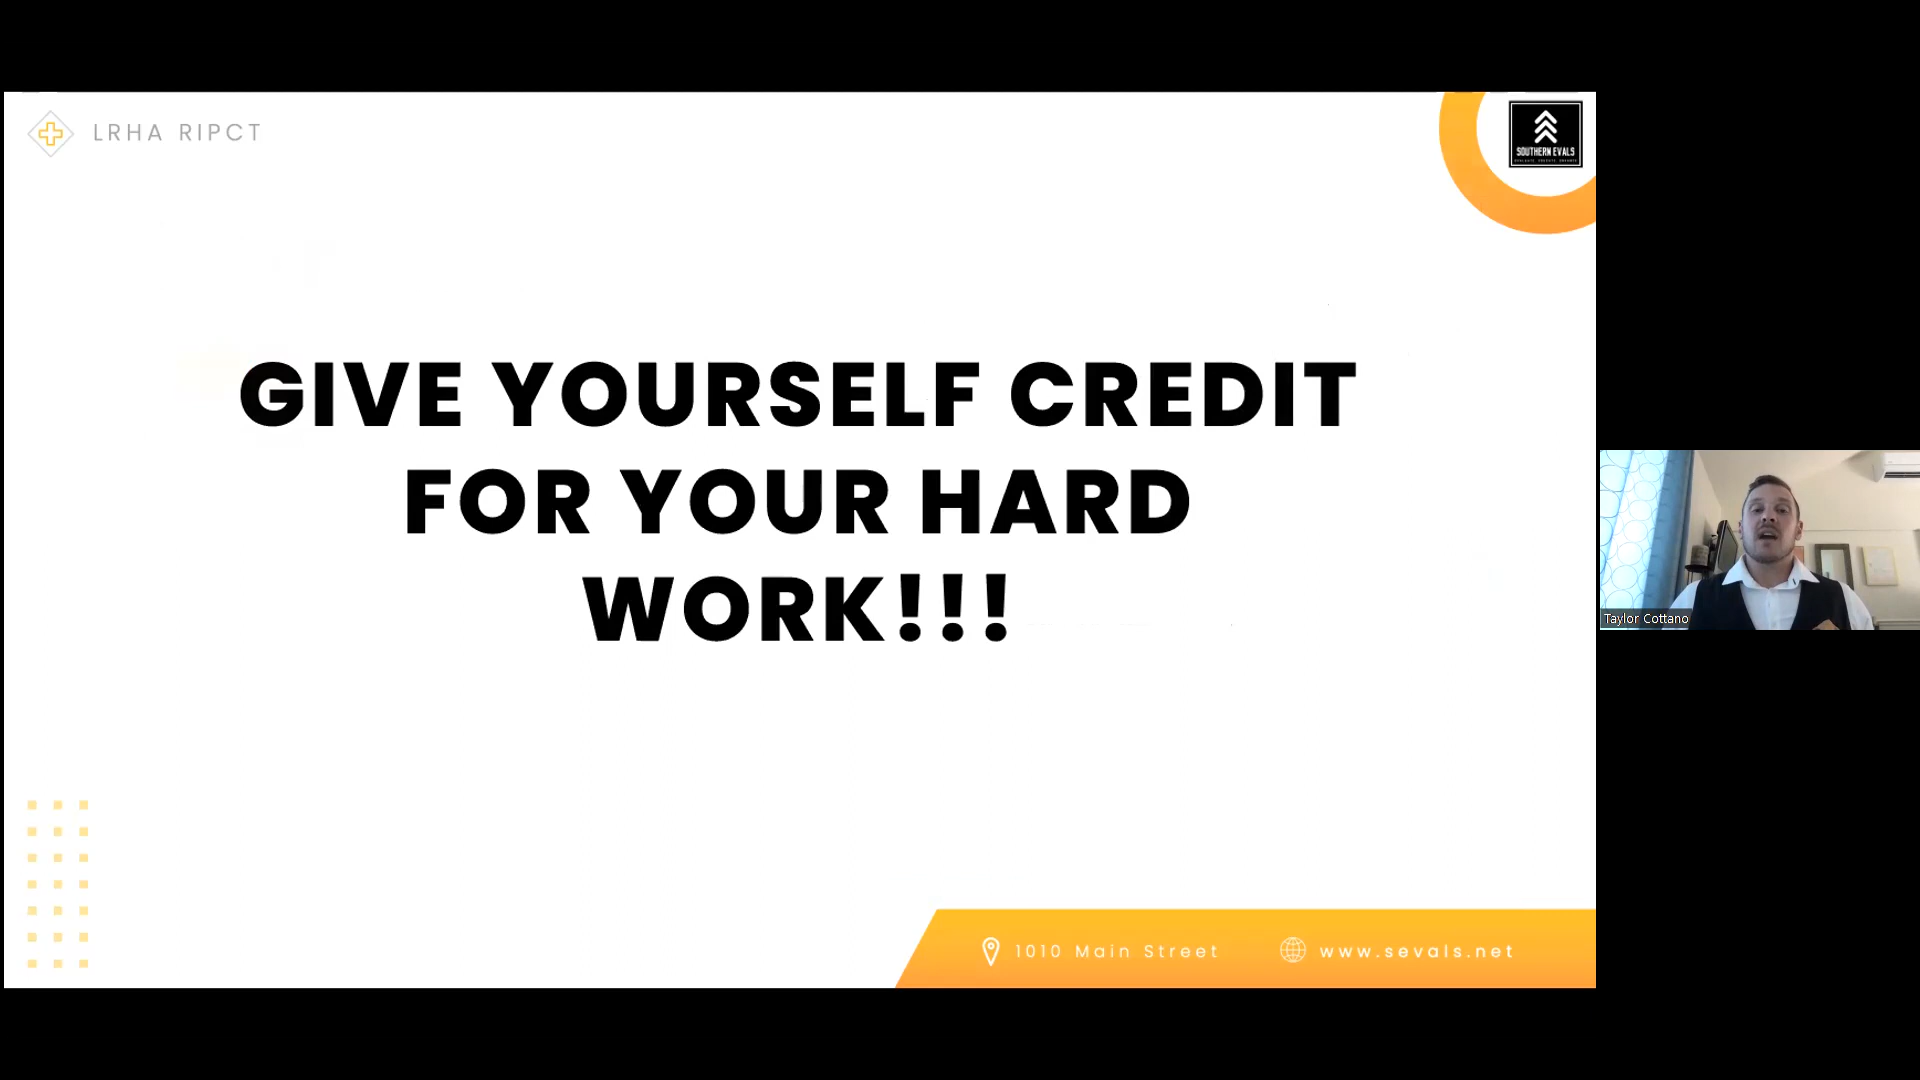 LRHA RIPCT
SOUTHERN EVALS
GIVE YOURSELF CREDIT
FOR YOUR HARD
WORK!!!
Taylor Cottano
1010 Main Street
www.sevals.net